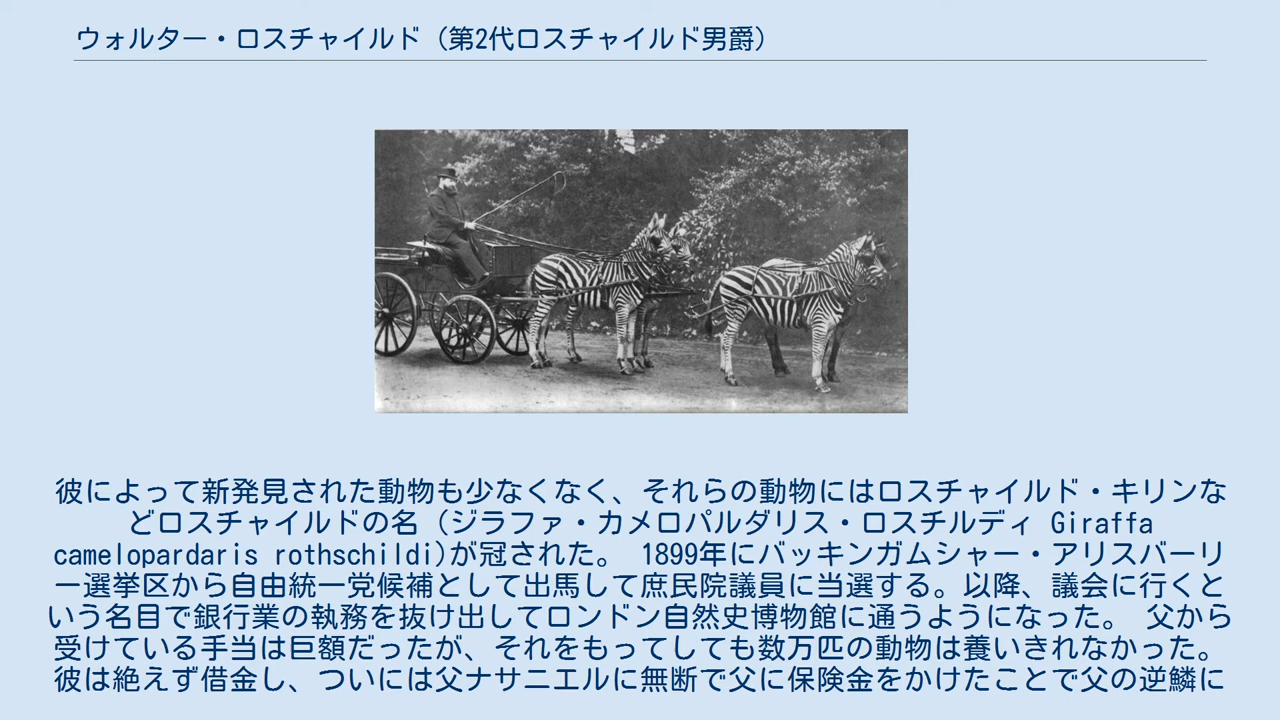 ウォルター・ロスチャイルド（第2代ロスチャイルド男爵）
彼によって新発見された動物も少なくなく、それらの動物にはロスチャイルド・キリンな
どロスチャイルドの名（ジラファ・カメロパルダリス・ロスチルディ Giraffa
camelopardaris rothschildi)が冠された。 1899年にバッキンガムシャー・アリスバーリ
ー選挙区から自由統一党候補として出馬して庶民院議員に当選する。以降、議会に行くと
いう名目で銀行業の執務を抜け出してロンドン自然史博物館に通うようになった。 父から
受けている手当は巨額だったが、それをもってしても数万匹の動物は養いきれなかった。
彼は絶えず借金し、ついには父ナサニエルに無断で父に保険金をかけたことで父の逆鱗に